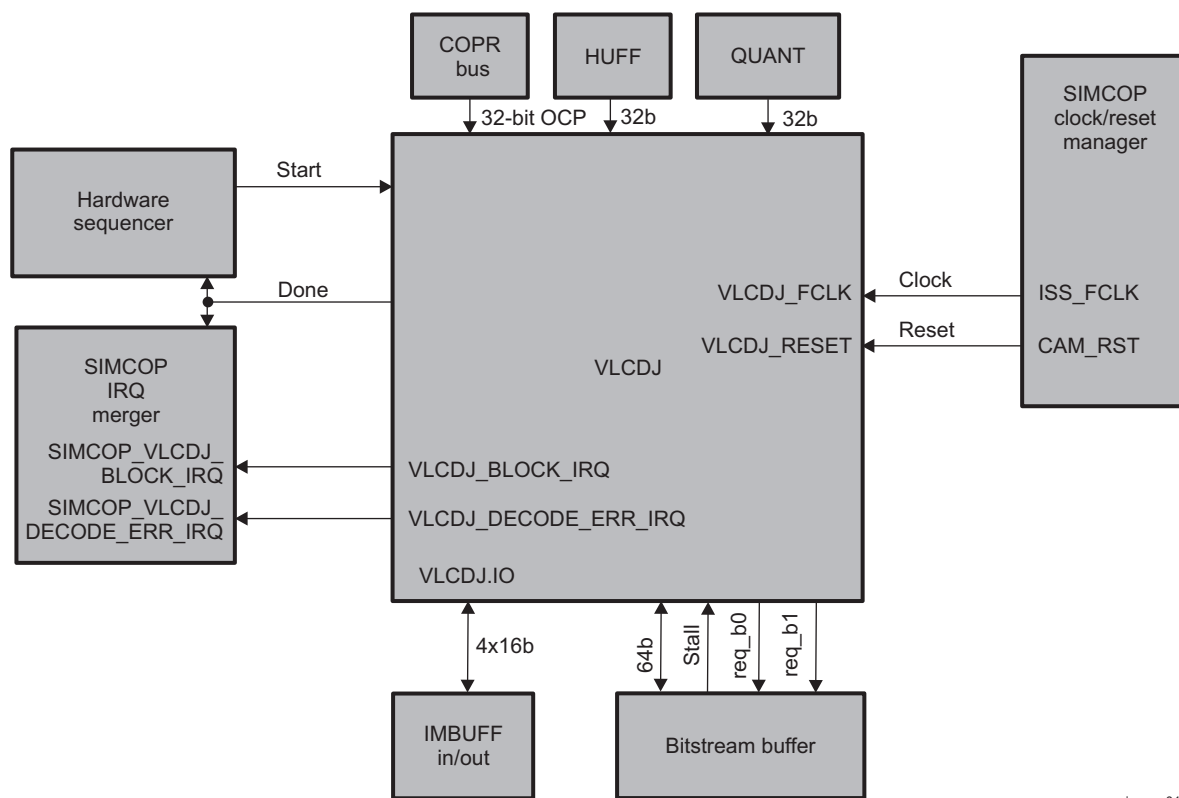 COPR
bus
HUFF
QUANT
SIMCOP
clock/reset
manager
32-bit OCP
32b
32b
Hardware
sequencer
Start
Done
VLCDJ_FCLK
Clock
ISS_FCLK
VLCDJ_RESET
Reset
CAM_RST
VLCDJ
SIMCOP
IRQ
merger
SIMCOP_VLCDJ_
BLOCK_IRQ
SIMCOP_VLCDJ_
DECODE_ERR_IRQ
VLCDJ_BLOCK_IRQ
VLCDJ_DECODE_ERR_IRQ
VLCDJ.IO
4x16b
64b
Stall
req_b0
req_b1
IMBUFF
in/out
Bitstream buffer